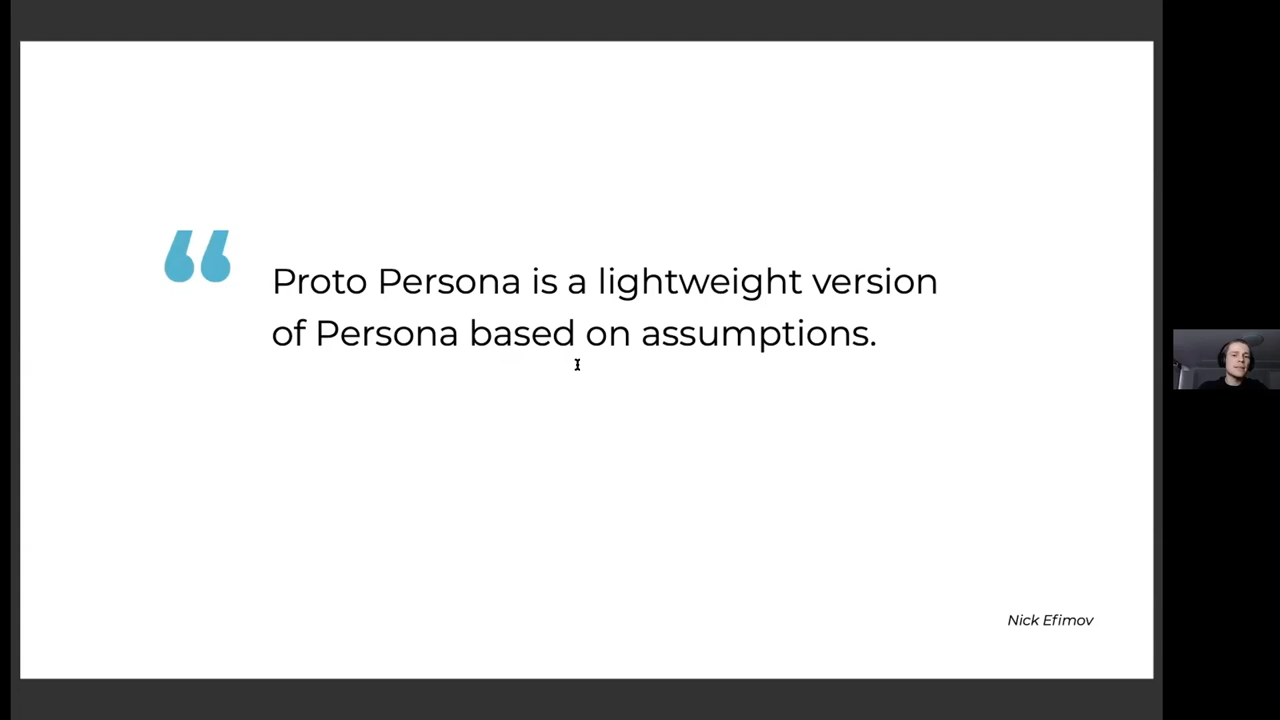 “
Proto Persona is a lightweight version
of Persona based on assumptions.
Nick Efimov